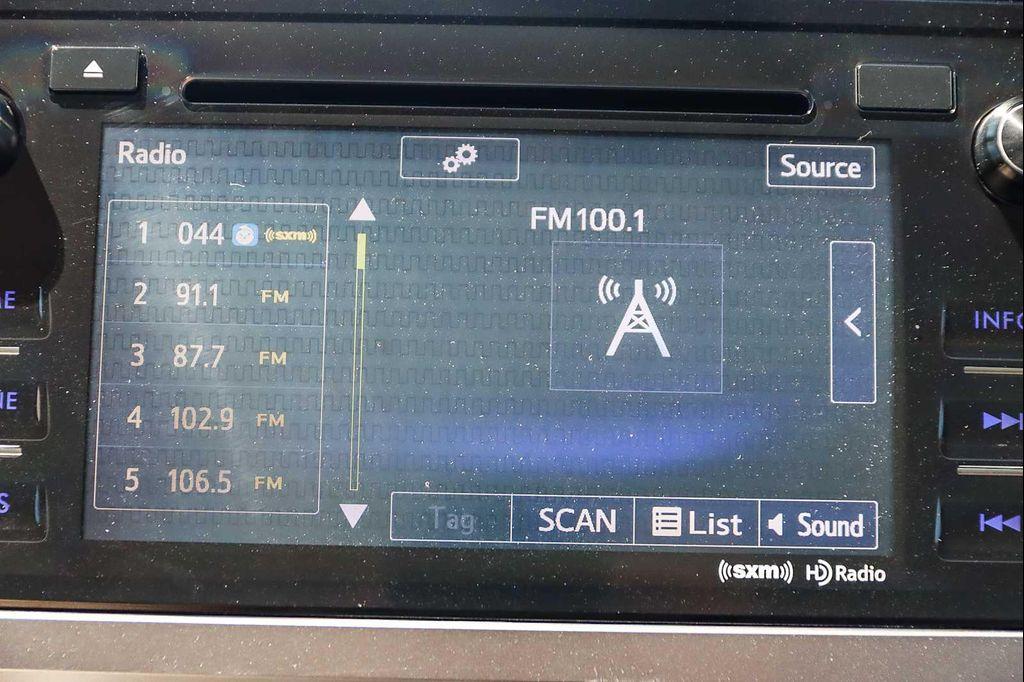 Radio
Source
FM100.1
1 044 ((sxm))
2 91.1 FM
3 87.7 FM
4 102.9 FM
5 106.5 FM
Tag SCAN List Sound
((sxm)) HD Radio
INFO